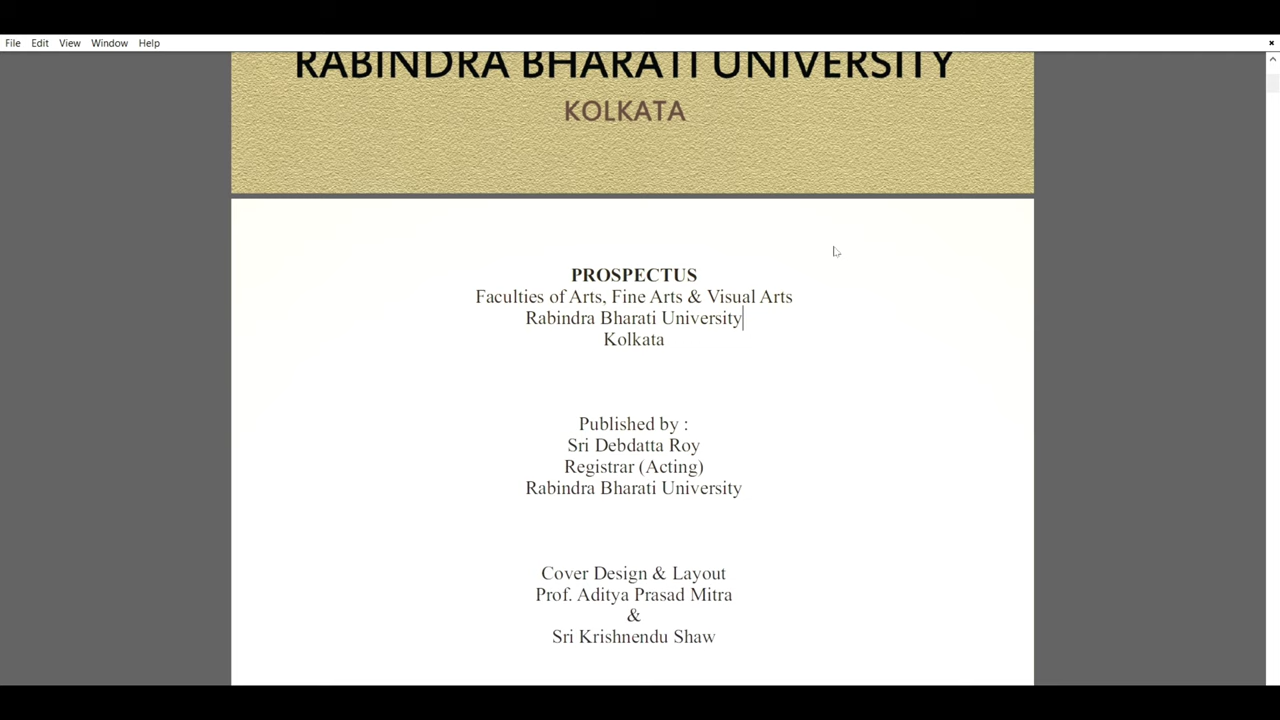 File Edit View Window Help
RABINDRA BHARATI UNIVERSITY
KOLKATA
PROSPECTUS
Faculties of Arts, Fine Arts & Visual Arts
Rabindra Bharati University
Kolkata
Published by :
Sri Debdatta Roy
Registrar (Acting)
Rabindra Bharati University
Cover Design & Layout
Prof. Aditya Prasad Mitra
&
Sri Krishnendu Shaw